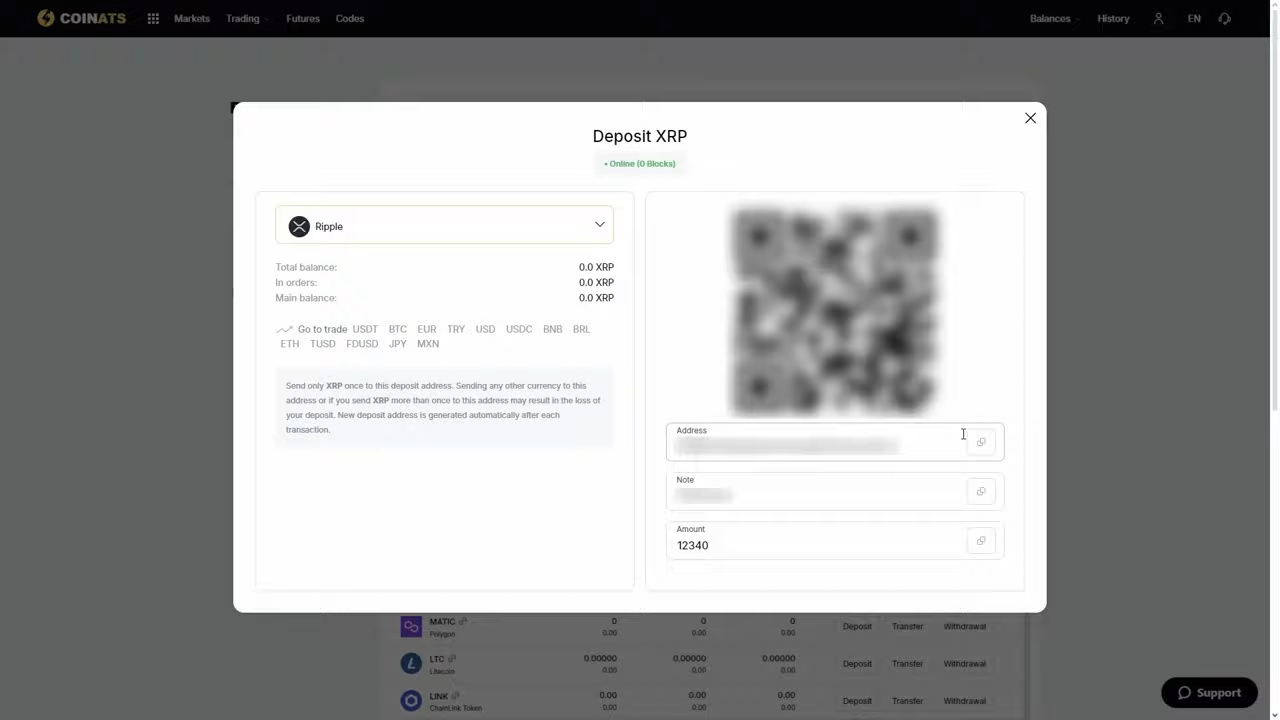 COINATS Markets Trading Futures Codes Balances History EN
Deposit XRP
• Online (0 Blocks)
Ripple
Total balance: 0.0 XRP
In orders: 0.0 XRP
Main balance: 0.0 XRP
Go to trade USDT BTC EUR TRY USD USDC BNB BRL
ETH TUSD FDUSD JPY MXN
Send only XRP once to this deposit address. Sending any other currency to this
address or if you send XRP more than once to this address may result in the loss of
your deposit. New deposit address is generated automatically after each
transaction.
Address
Note
Amount
12340
MATIC 0 0 0 Deposit Transfer Withdrawal
Polygon 0.00 0.00 0.00
LTC 0.00000 0.00000 0.00000 Deposit Transfer Withdrawal
Litecoin 0.00 0.00 0.00
LINK 0.00 0.00 0.00 Deposit Transfer Withdrawal
ChainLink Token 0.00 0.00 0.00
Support